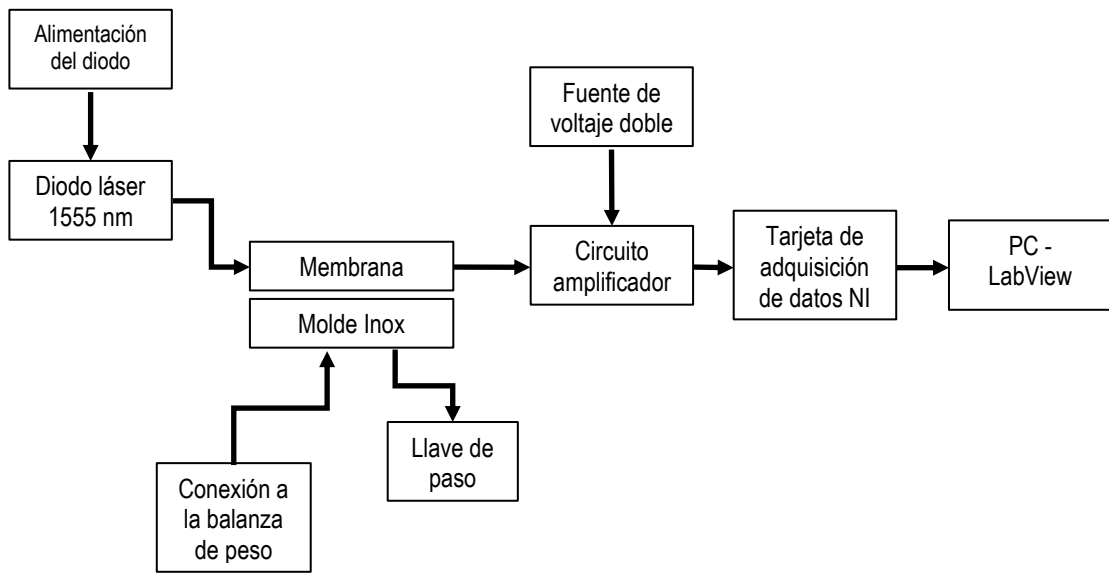 Alimentación
del diodo
Fuente de
voltaje doble
Diodo láser
1555 nm
Membrana
Molde Inox
Circuito
amplificador
Tarjeta de
adquisición
de datos NI
PC -
LabView
Llave de
paso
Conexión a
la balanza
de peso